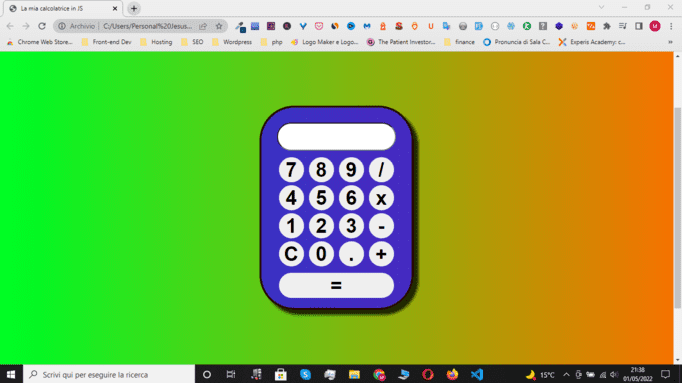 La mia calcolatrice in JS
Archivio C:/Users/Personal%20/Jesus...
Chrome Web Store... Front-end Dev Hosting SEO Wordpress php Logo Maker e Logo... The Patient Investor... finance Pronuncia di Sala C... Experis Academy: c...
7 8 9 /
4 5 6 x
1 2 3 -
C 0 . +
=
Scrivi qui per eseguire la ricerca
15°C
21:38
01/05/2022